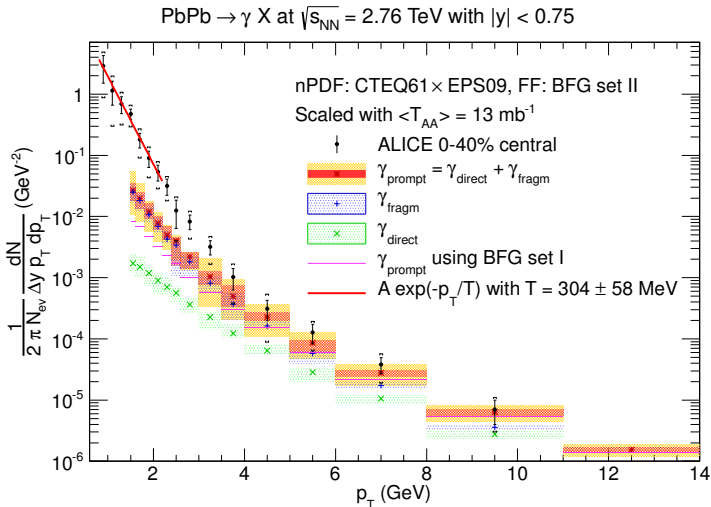 PbPb → γ X at √s_NN = 2.76 TeV with |y| < 0.75
nPDF: CTEQ61 × EPS09, FF: BFG set II
Scaled with <T_AA> = 13 mb⁻¹
ALICE 0-40% central
γ_prompt = γ_direct + γ_fragm
γ_fragm
γ_direct
γ_prompt using BFG set I
A exp(-p_T/T) with T = 304 ± 58 MeV
1/(2 π N_ev) dN/(Δy p_T dp_T) (GeV⁻²)
1
10⁻¹
10⁻²
10⁻³
10⁻⁴
10⁻⁵
10⁻⁶
2 4 6 8 10 12 14
p_T (GeV)